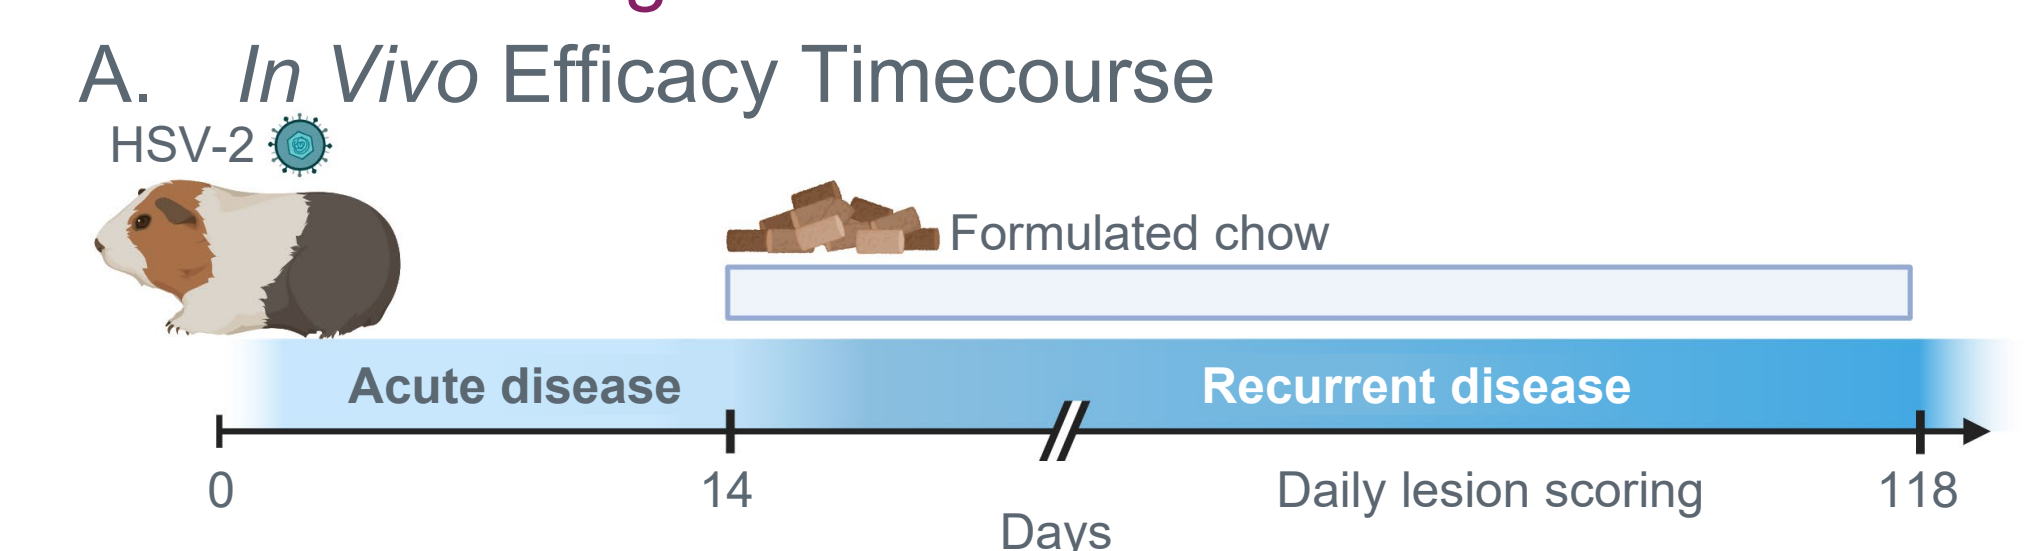 A. In Vivo Efficacy Timecourse
HSV-2
Formulated chow
Acute disease
Recurrent disease
0
14
Daily lesion scoring
118
Days